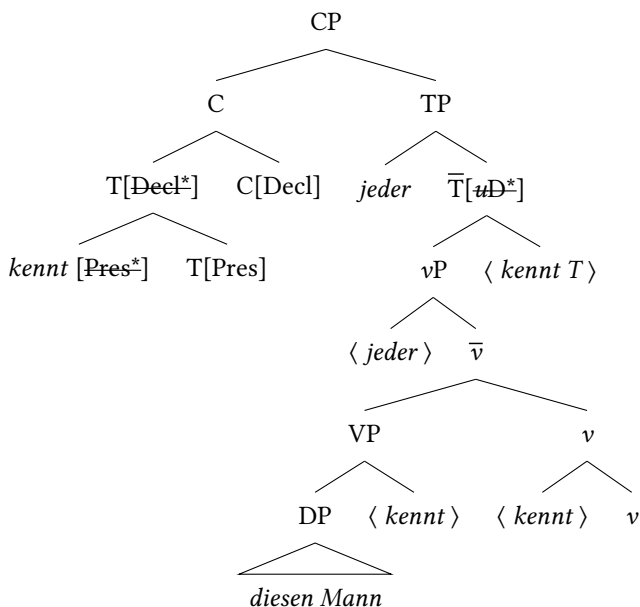 CP
C TP
T[Decl*] C[Decl] jeder T̅[uD*]
kennt [Pres*] T[Pres] vP ⟨ kennt T ⟩
⟨ jeder ⟩ v̅
VP v
DP ⟨ kennt ⟩ ⟨ kennt ⟩ v
diesen Mann